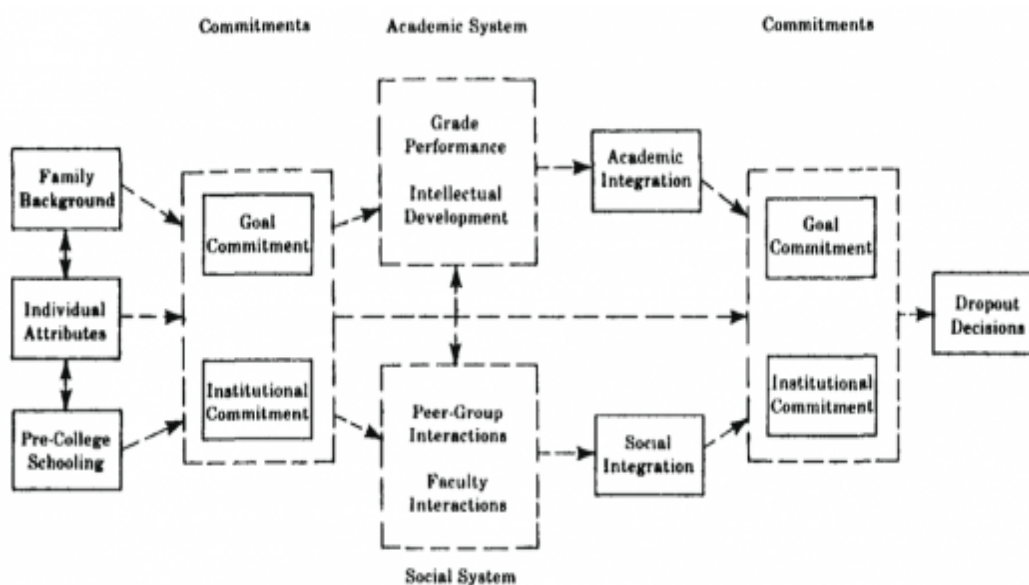 Commitments
Academic System
Commitments
Family
Background
Individual
Attributes
Pre-College
Schooling
Goal
Commitment
Institutional
Commitment
Grade
Performance
Intellectual
Development
Peer-Group
Interactions
Faculty
Interactions
Social System
Academic
Integration
Social
Integration
Goal
Commitment
Institutional
Commitment
Dropout
Decisions